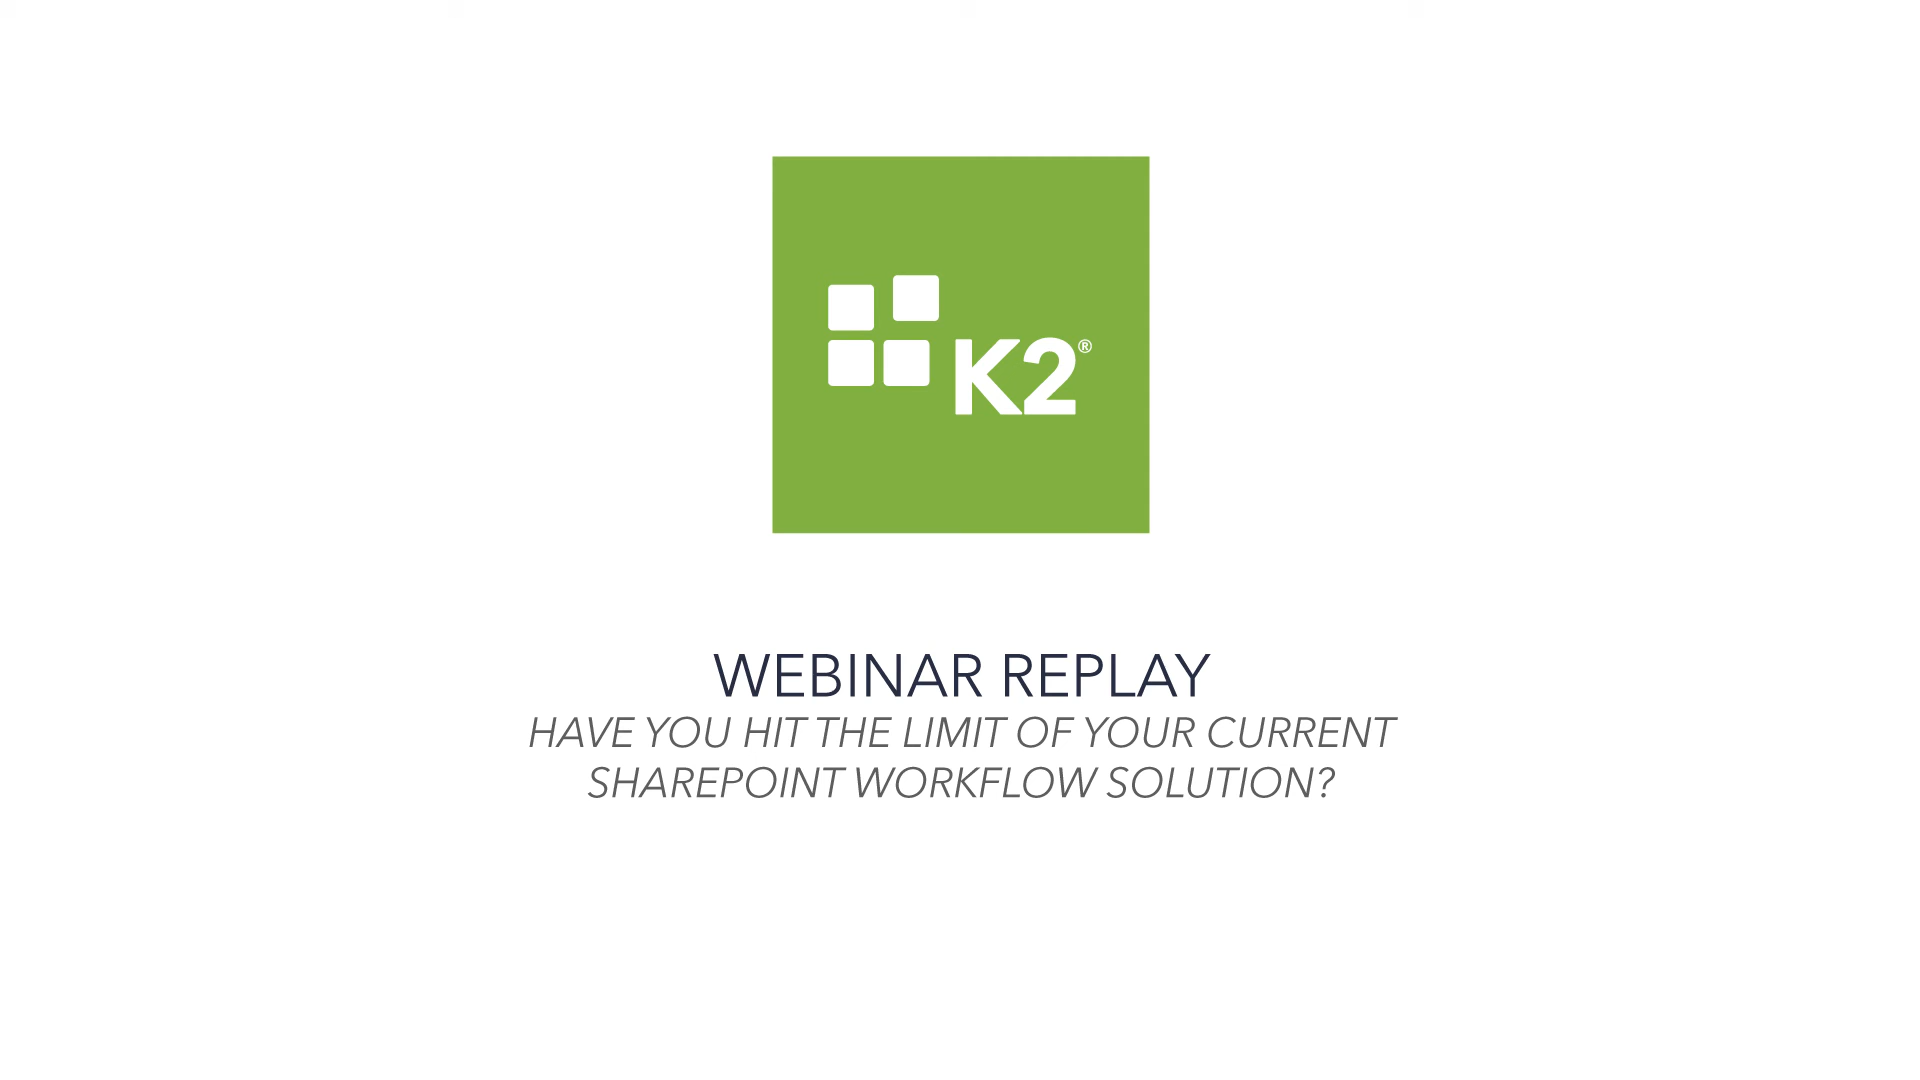 K2®
WEBINAR REPLAY
HAVE YOU HIT THE LIMIT OF YOUR CURRENT
SHAREPOINT WORKFLOW SOLUTION?